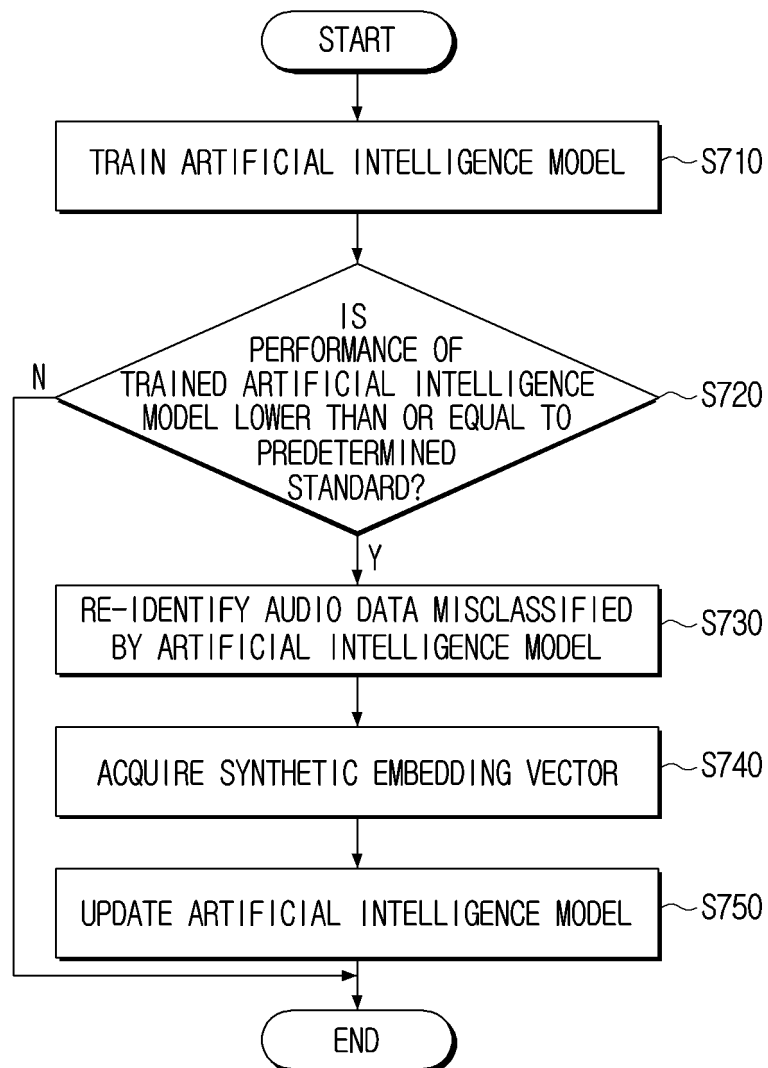 START
TRAIN ARTIFICIAL INTELLIGENCE MODEL
S710
IS
PERFORMANCE OF
TRAINED ARTIFICIAL INTELLIGENCE
MODEL LOWER THAN OR EQUAL TO
PREDETERMINED
STANDARD?
N
S720
Y
RE-IDENTIFY AUDIO DATA MISCLASSIFIED
BY ARTIFICIAL INTELLIGENCE MODEL
S730
ACQUIRE SYNTHETIC EMBEDDING VECTOR
S740
UPDATE ARTIFICIAL INTELLIGENCE MODEL
S750
END